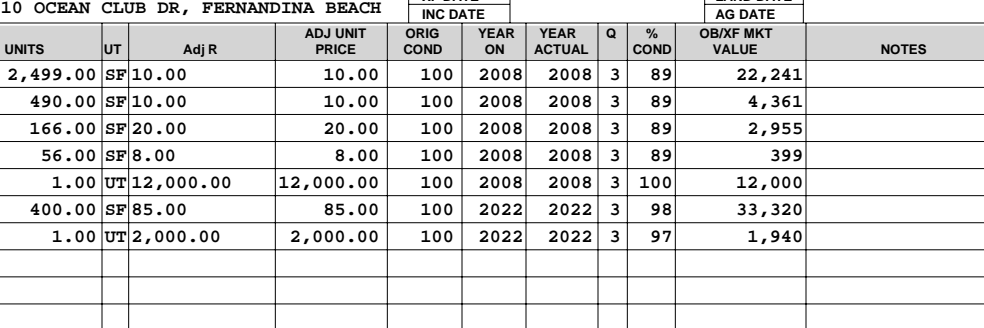 10 OCEAN CLUB DR, FERNANDINA BEACH
INC DATE AG DATE
UNITS UT Adj R ADJ UNIT PRICE ORIG COND YEAR ON YEAR ACTUAL Q % COND OB/XF MKT VALUE NOTES
2,499.00 SF 10.00 10.00 100 2008 2008 3 89 22,241
490.00 SF 10.00 10.00 100 2008 2008 3 89 4,361
166.00 SF 20.00 20.00 100 2008 2008 3 89 2,955
56.00 SF 8.00 8.00 100 2008 2008 3 89 399
1.00 UT 12,000.00 12,000.00 100 2008 2008 3 100 12,000
400.00 SF 85.00 85.00 100 2022 2022 3 98 33,320
1.00 UT 2,000.00 2,000.00 100 2022 2022 3 97 1,940